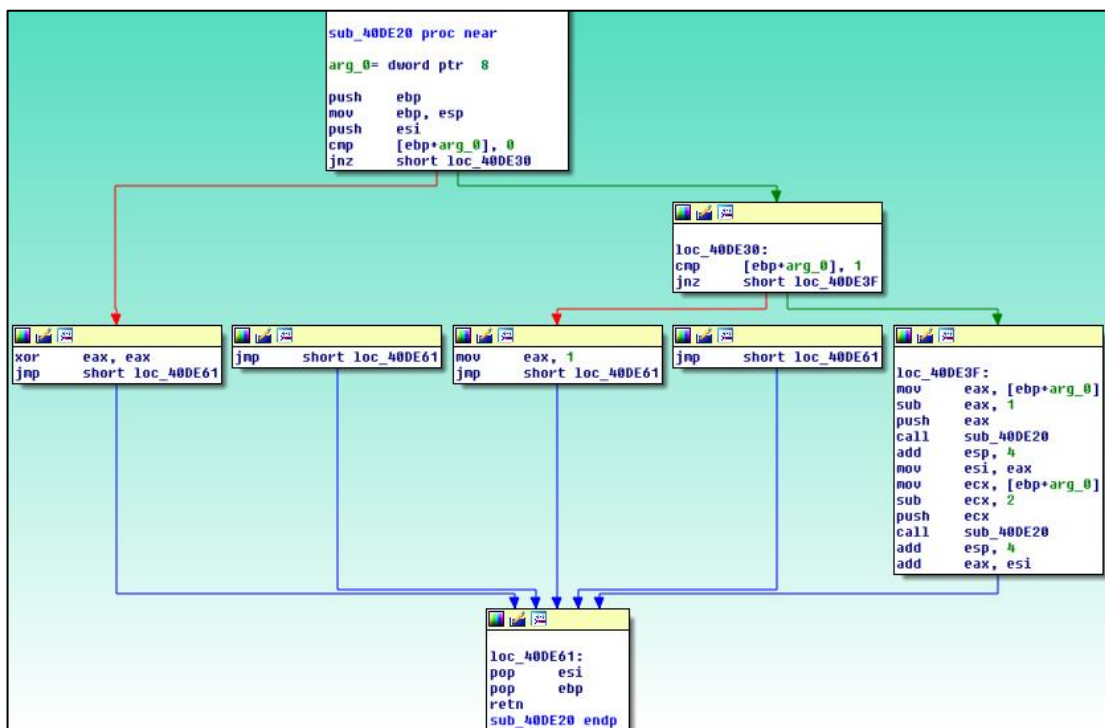 sub_40DE20 proc near
arg_0= dword ptr  8
push    ebp
mov     ebp, esp
push    esi
cmp     [ebp+arg_0], 0
jnz     short loc_40DE30
loc_40DE30:
cmp     [ebp+arg_0], 1
jnz     short loc_40DE3F
xor     eax, eax
jmp     short loc_40DE61
jmp     short loc_40DE61
mov     eax, 1
jmp     short loc_40DE61
jmp     short loc_40DE61
loc_40DE3F:
mov     eax, [ebp+arg_0]
sub     eax, 1
push    eax
call    sub_40DE20
add     esp, 4
mov     esi, eax
mov     ecx, [ebp+arg_0]
sub     ecx, 2
push    ecx
call    sub_40DE20
add     esp, 4
add     eax, esi
loc_40DE61:
pop     esi
pop     ebp
retn
sub_40DE20 endp